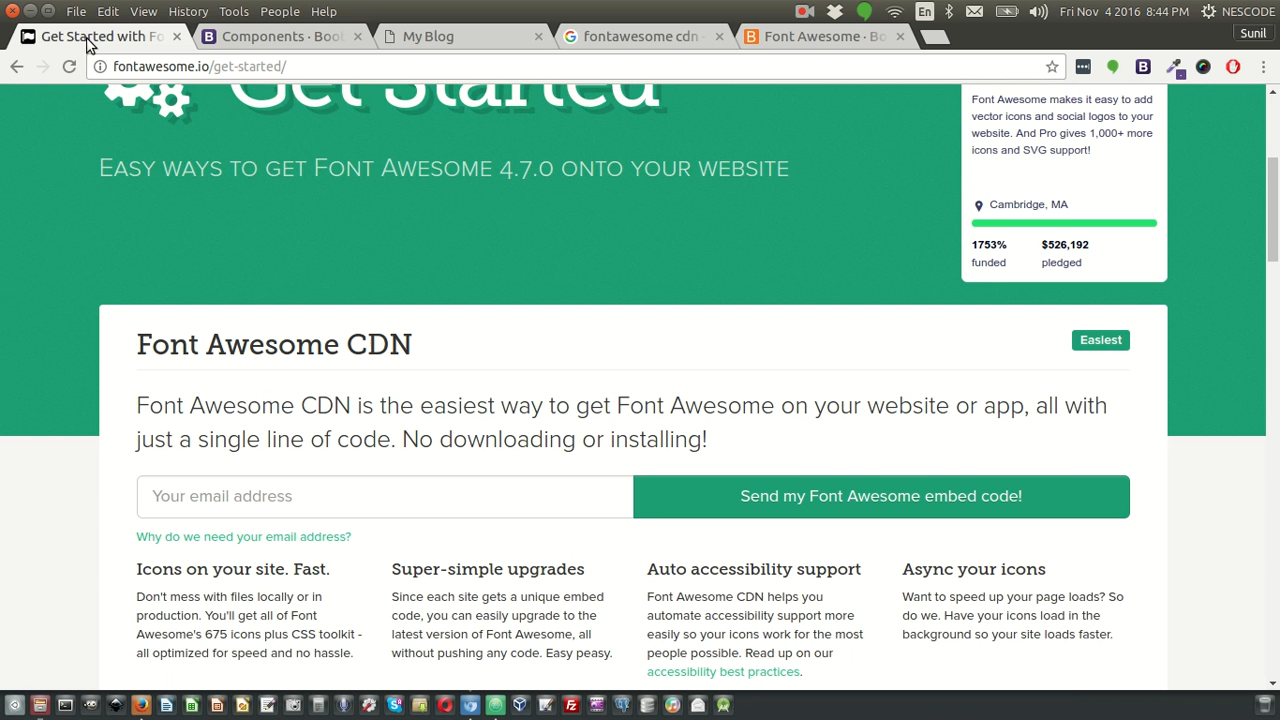 File Edit View History Tools People Help
En
Fri Nov 4 2016 8:44 PM
NESCODE
Get Started with Fo
Components · Boot
My Blog
fontawesome cdn -
Font Awesome · Bo
Sunil
fontawesome.io/get-started/
Get Started
Easy ways to get Font Awesome 4.7.0 onto your website
Font Awesome makes it easy to add
vector icons and social logos to your
website. And Pro gives 1,000+ more
icons and SVG support!
Cambridge, MA
1753% $526,192
funded pledged
Font Awesome CDN
Easiest
Font Awesome CDN is the easiest way to get Font Awesome on your website or app, all with
just a single line of code. No downloading or installing!
Your email address
Send my Font Awesome embed code!
Why do we need your email address?
Icons on your site. Fast.
Don't mess with files locally or in
production. You'll get all of Font
Awesome's 675 icons plus CSS toolkit -
all optimized for speed and no hassle.
Super-simple upgrades
Since each site gets a unique embed
code, you can easily upgrade to the
latest version of Font Awesome, all
without pushing any code. Easy peasy.
Auto accessibility support
Font Awesome CDN helps you
automate accessibility support more
easily so your icons work for the most
people possible. Read up on our
accessibility best practices.
Async your icons
Want to speed up your page loads? So
do we. Have your icons load in the
background so your site loads faster.